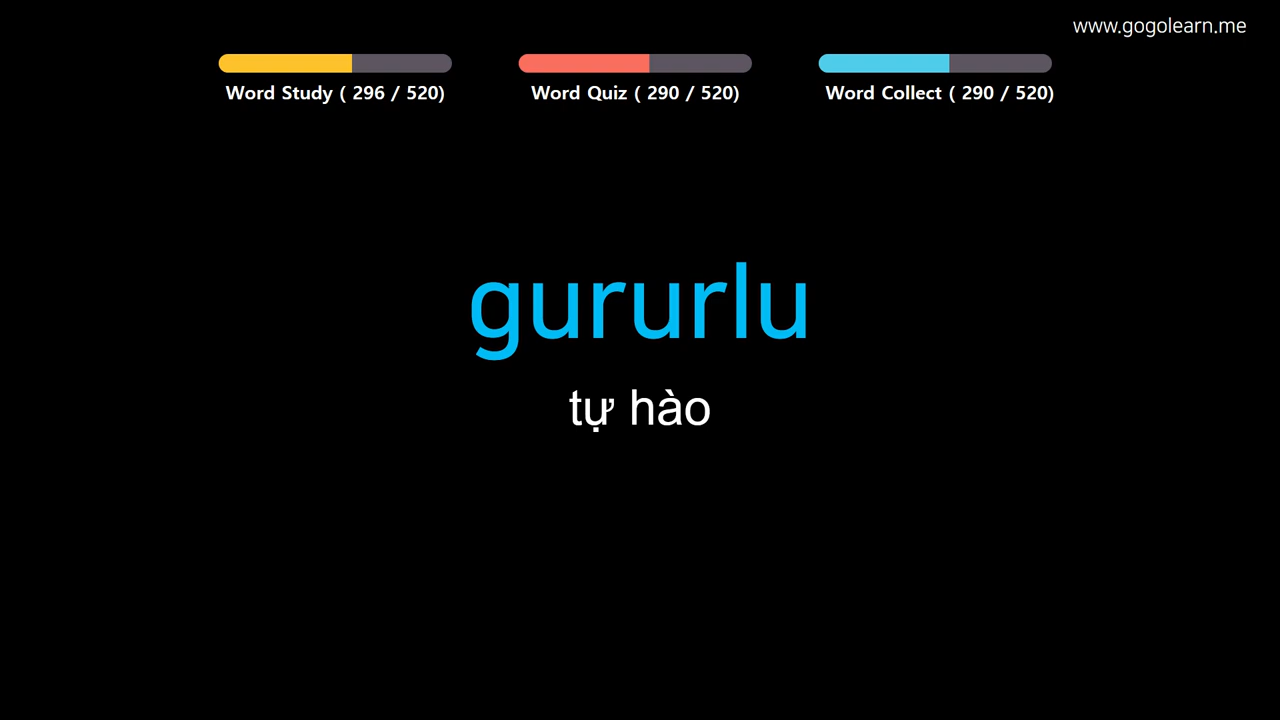 www.gogolearn.me
Word Study ( 296 / 520)
Word Quiz ( 290 / 520)
Word Collect ( 290 / 520)
gururlu
tự hào